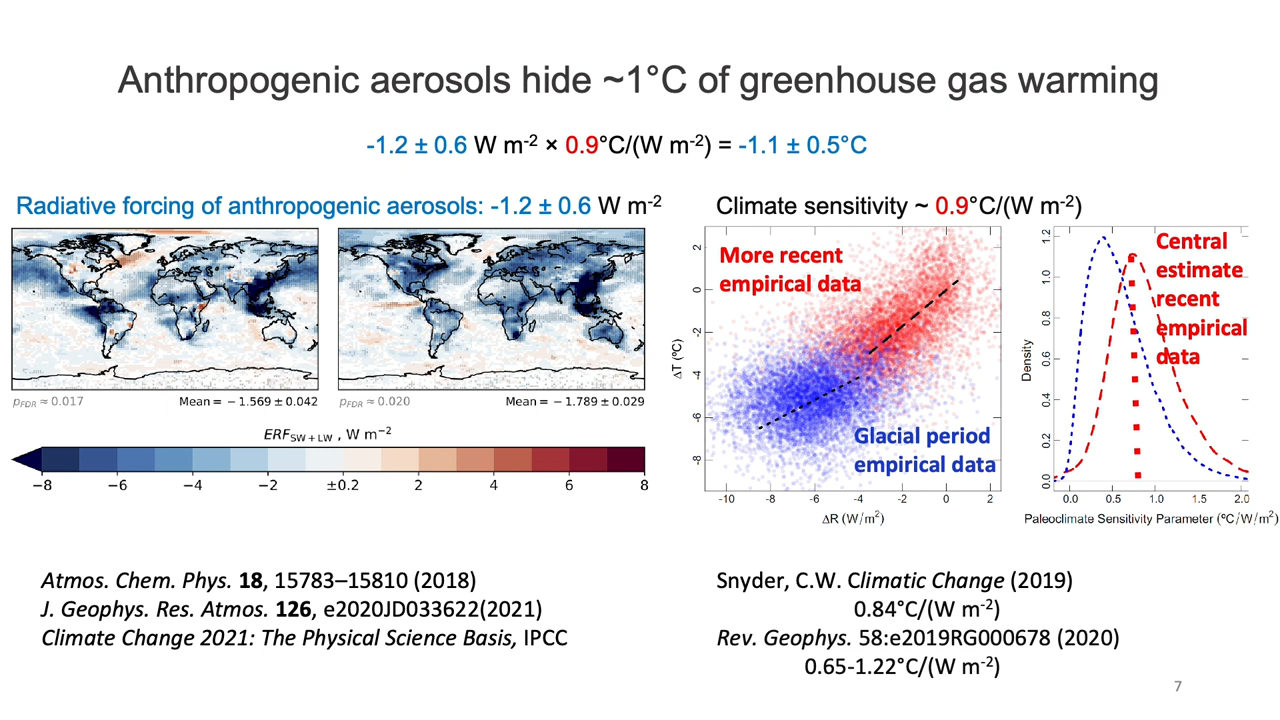 Anthropogenic aerosols hide ~1°C of greenhouse gas warming
-1.2 ± 0.6 W m-2 × 0.9°C/(W m-2) = -1.1 ± 0.5°C
Radiative forcing of anthropogenic aerosols: -1.2 ± 0.6 W m-2
pFDR ≈ 0.017
Mean = −1.569 ± 0.042
pFDR ≈ 0.020
Mean = −1.789 ± 0.029
ERFSW+LW , W m−2
−8 −6 −4 −2 ±0.2 2 4 6 8
Atmos. Chem. Phys. 18, 15783–15810 (2018)
J. Geophys. Res. Atmos. 126, e2020JD033622(2021)
Climate Change 2021: The Physical Science Basis, IPCC
Climate sensitivity ~ 0.9°C/(W m-2)
More recent
empirical data
Glacial period
empirical data
ΔT (ºC)
2
0
-2
-4
-6
-8
-10 -8 -6 -4 -2 0 2
ΔR (W/m2)
Central
estimate
recent
empirical
data
Density
1.2
1.0
0.8
0.6
0.4
0.2
0.0
0.0 0.5 1.0 1.5 2.0
Paleoclimate Sensitivity Parameter (ºC/W/m2)
Snyder, C.W. Climatic Change (2019)
0.84°C/(W m-2)
Rev. Geophys. 58:e2019RG000678 (2020)
0.65-1.22°C/(W m-2)
7